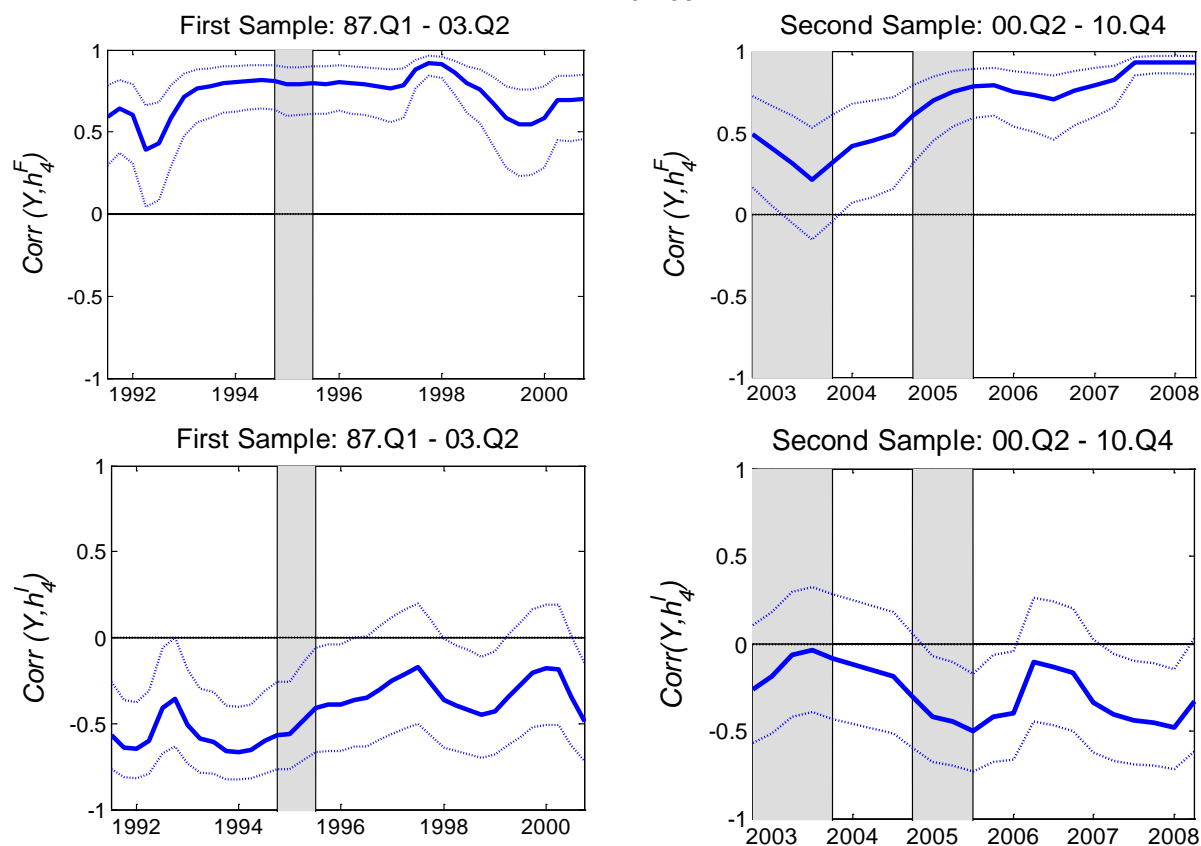 First Sample: 87.Q1 - 03.Q2
1
0.5
0
-0.5
-1
Corr (Y,h₄ᶠ)
1992 1994 1996 1998 2000
Second Sample: 00.Q2 - 10.Q4
1
0.5
0
-0.5
-1
Corr (Y,h₄ᶠ)
2003 2004 2005 2006 2007 2008
First Sample: 87.Q1 - 03.Q2
1
0.5
0
-0.5
-1
Corr (Y,h₄ᴵ)
1992 1994 1996 1998 2000
Second Sample: 00.Q2 - 10.Q4
1
0.5
0
-0.5
-1
Corr(Y,h₄ᴵ)
2003 2004 2005 2006 2007 2008